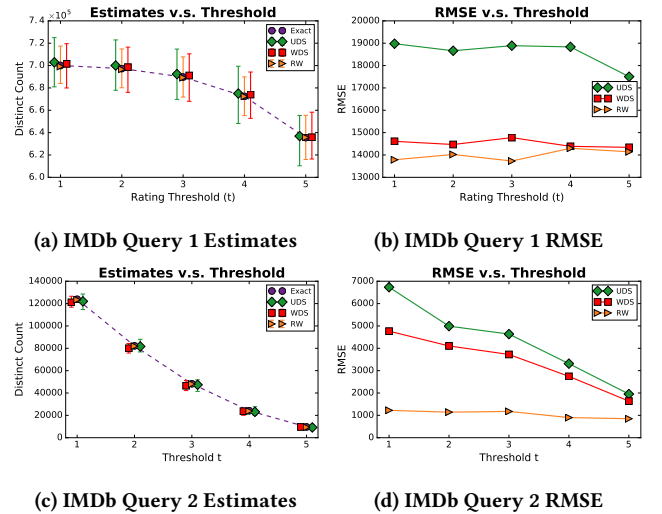 Estimates v.s. Threshold
7.4 ×10⁵
7.2
7.0
6.8
6.6
6.4
6.2
6.0
Distinct Count
1 2 3 4 5
Rating Threshold (t)
Exact
UDS
WDS
RW
(a) IMDb Query 1 Estimates
RMSE v.s. Threshold
20000
19000
18000
17000
16000
15000
14000
13000
12000
RMSE
1 2 3 4 5
Rating Threshold (t)
UDS
WDS
RW
(b) IMDb Query 1 RMSE
Estimates v.s. Threshold
140000
120000
100000
80000
60000
40000
20000
0
Distinct Count
1 2 3 4 5
Threshold t
Exact
UDS
WDS
RW
(c) IMDb Query 2 Estimates
RMSE v.s. Threshold
7000
6000
5000
4000
3000
2000
1000
0
RMSE
1 2 3 4 5
Threshold t
UDS
WDS
RW
(d) IMDb Query 2 RMSE